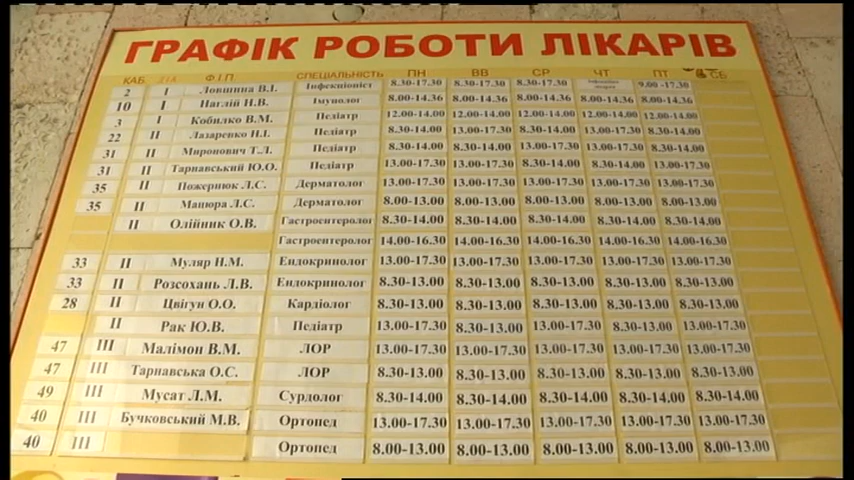 ГРАФІК РОБОТИ ЛІКАРІВ
КАБ. Ф.І.П. СПЕЦІАЛЬНІСТЬ ПН ВВ СР ЧТ ПТ СБ
2 І Ловшина В.І. Інфекціоніст 8.30-17.30 8.30-17.30 8.30-17.30 9.00-17.30
10 І Наглій Н.В. Імунолог 8.00-14.36 8.00-14.36 8.00-14.36 8.00-14.36 8.00-14.36
3 І Кобилко В.М. Педіатр 12.00-14.00 12.00-14.00 12.00-14.00 12.00-14.00 12.00-14.00
22 ІІ Лазаренко Н.І. Педіатр 8.30-14.00 13.00-17.30 8.30-14.00 13.00-17.30 8.30-14.00
31 ІІ Миронович Т.Л. Педіатр 8.30-14.00 8.30-14.00 13.00-17.30 13.00-17.30 8.30-14.00
31 ІІ Тарнавський Ю.О. Педіатр 13.00-17.30 13.00-17.30 8.30-14.00 8.30-14.00 13.00-17.30
35 ІІ Пожернюк Л.С. Дерматолог 13.00-17.30 13.00-17.30 13.00-17.30 13.00-17.30 13.00-17.30
35 ІІ Мацюра Л.С. Дерматолог 8.00-13.00 8.00-13.00 8.00-13.00 8.00-13.00 8.00-13.00
ІІ Олійник О.В. Гастроентеролог 8.30-14.00 8.30-14.00 8.30-14.00 8.30-14.00 8.30-14.00
Гастроентеролог 14.00-16.30 14.00-16.30 14.00-16.30 14.00-16.30 14.00-16.30
33 ІІ Муляр Н.М. Ендокринолог 13.00-17.30 13.00-17.30 13.00-17.30 13.00-17.30 13.00-17.30
33 ІІ Розсохань Л.В. Ендокринолог 8.30-13.00 8.30-13.00 8.30-13.00 8.30-13.00 8.30-13.00
28 ІІ Цвігун О.О. Кардіолог 8.30-13.00 8.30-13.00 8.30-13.00 8.30-13.00 8.30-13.00
ІІ Рак Ю.В. Педіатр 13.00-17.30 8.30-13.00 13.00-17.30 8.30-13.00 13.00-17.30
47 ІІІ Малімон В.М. ЛОР 13.00-17.30 13.00-17.30 13.00-17.30 13.00-17.30 13.00-17.30
47 ІІІ Тарнавська О.С. ЛОР 8.30-13.00 8.30-13.00 8.30-13.00 8.30-13.00 8.30-13.00
49 ІІІ Мусат Л.М. Сурдолог 8.30-14.00 8.30-14.00 8.30-14.00 8.30-14.00 8.30-14.00
40 ІІІ Бучковський М.В. Ортопед 13.00-17.30 13.00-17.30 13.00-17.30 13.00-17.30 13.00-17.30
40 ІІІ Ортопед 8.00-13.00 8.00-13.00 8.00-13.00 8.00-13.00 8.00-13.00